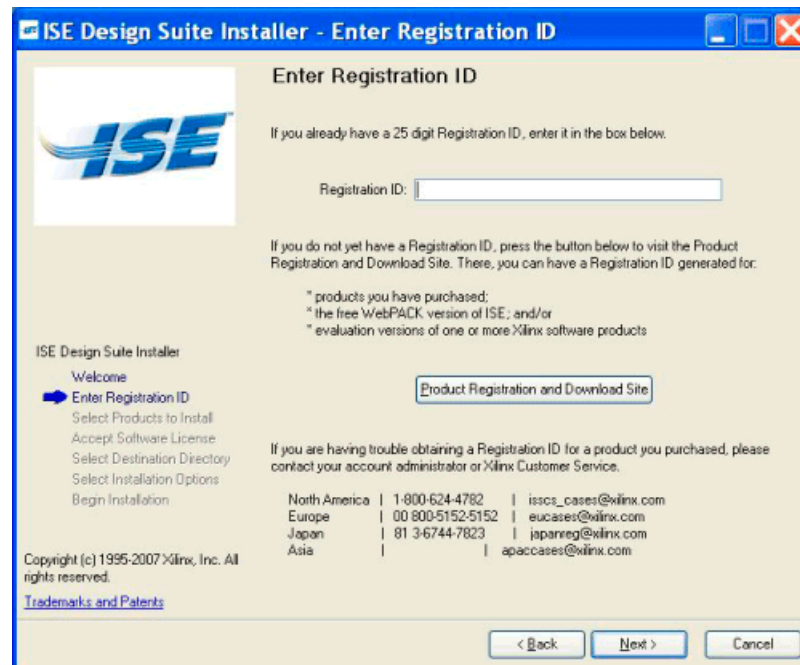 ISE Design Suite Installer - Enter Registration ID
ISE
Enter Registration ID
If you already have a 25 digit Registration ID, enter it in the box below.
Registration ID:
If you do not yet have a Registration ID, press the button below to visit the Product
Registration and Download Site. There, you can have a Registration ID generated for:
* products you have purchased;
* the free WebPACK version of ISE; and/or
* evaluation versions of one or more Xilinx software products
Product Registration and Download Site
If you are having trouble obtaining a Registration ID for a product you purchased, please
contact your account administrator or Xilinx Customer Service.
North America | 1-800-624-4782 | isscs_cases@xilinx.com
Europe | 00 800-5152-5152 | eucases@xilinx.com
Japan | 81 3-6744-7823 | japanreg@xilinx.com
Asia | | apaccases@xilinx.com
ISE Design Suite Installer
Welcome
Enter Registration ID
Select Products to Install
Accept Software License
Select Destination Directory
Select Installation Options
Begin Installation
Copyright (c) 1995-2007 Xilinx, Inc. All
rights reserved.
Trademarks and Patents
< Back
Next >
Cancel